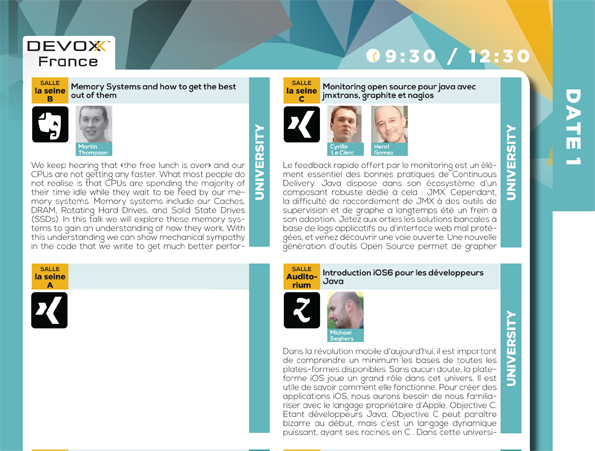 DEVOXX™
France
9:30 / 12:30
DATE 1
SALLE
la seine
B
Memory Systems and how to get the best
out of them
Martin
Thompson
UNIVERSITY
We keep hearing that <the free lunch is over> and our
CPUs are not getting any faster. What most people do
not realise is that CPUs are spending the majority of
their time idle while they wait to be feed by our me-
mory systems. Memory systems include our Caches,
DRAM, Rotating Hard Drives, and Solid State Drives
(SSDs). In this talk we will explore these memory sys-
tems to gain an understanding of how they work. With
this understanding we can show mechanical sympathy
in the code that we write to get much better perfor-
SALLE
la seine
C
Monitoring open source pour java avec
jmxtrans, graphite et nagios
Cyrille
Le Clerc
Henri
Gomez
UNIVERSITY
Le feedback rapide offert par le monitoring est un élé-
ment essentiel des bonnes pratiques de Continuous
Delivery. Java dispose dans son écosystème d'un
composant robuste dédié à cela : JMX. Cependant,
la difficulté de raccordement de JMX à des outils de
supervision et de graphe a longtemps été un frein à
son adoption. Jetez aux orties les solutions bancales à
base de logs applicatifs ou d'interface web mal proté-
gées, et venez découvrir une voie ouverte. Une nouvelle
génération d'outils Open Source permet de grapher
SALLE
la seine
A
SALLE
Audito-
rium
Introduction iOS6 pour les développeurs
Java
Michael
Seghers
UNIVERSITY
Dans la révolution mobile d'aujourd'hui, il est important
de comprendre un minimum les bases de toutes les
plates-formes disponibles. Sans aucun doute, la plate-
forme iOS joue un grand rôle dans cet univers. Il est
utile de savoir comment elle fonctionne. Pour créer des
applications iOS, nous aurons besoin de nous familia-
riser avec le langage propriétaire d'Apple, Objective C.
Etant développeurs Java, Objective C peut paraître
bizarre au début, mais c'est un langage dynamique
puissant, ayant ses racines en C . Dans cette universi-